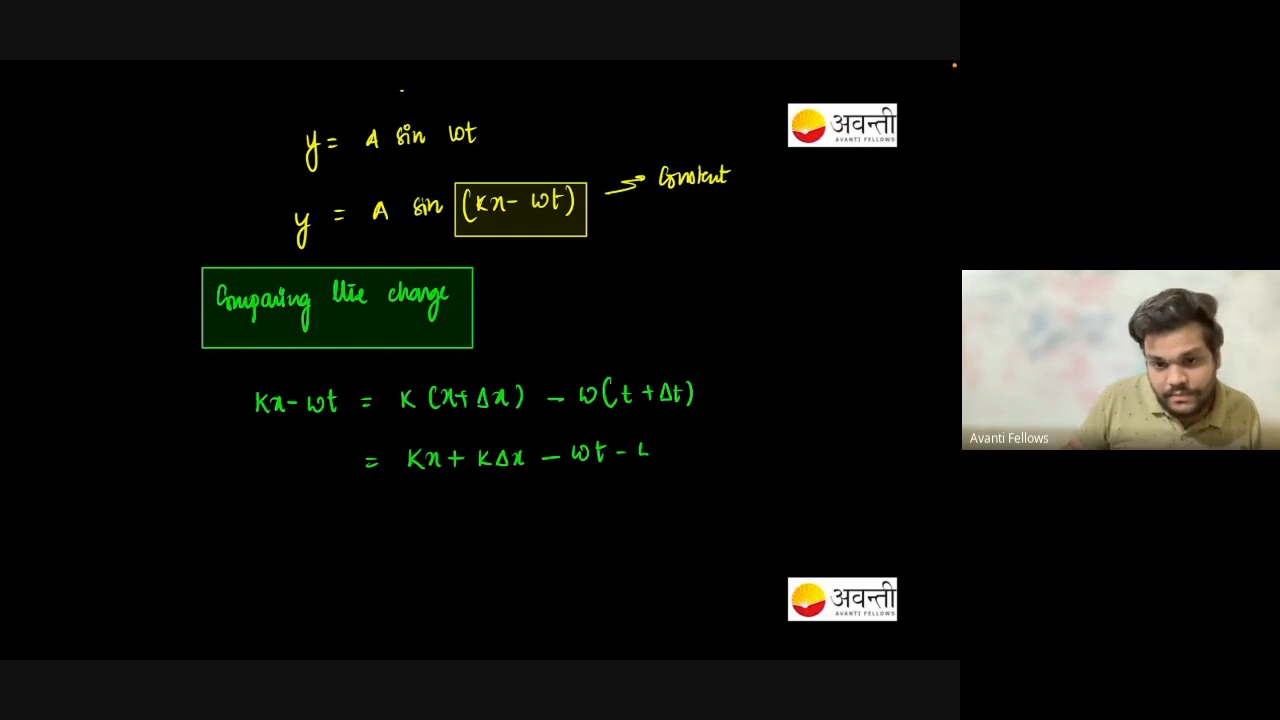 y = A sin ωt
अवन्ती
AVANTI FELLOWS
y = A sin (Kx - ωt) → Constant
Comparing the change
Kx - ωt = K (x + Δx) - ω(t + Δt)
= Kx + KΔx - ωt -
Avanti Fellows
अवन्ती
AVANTI FELLOWS